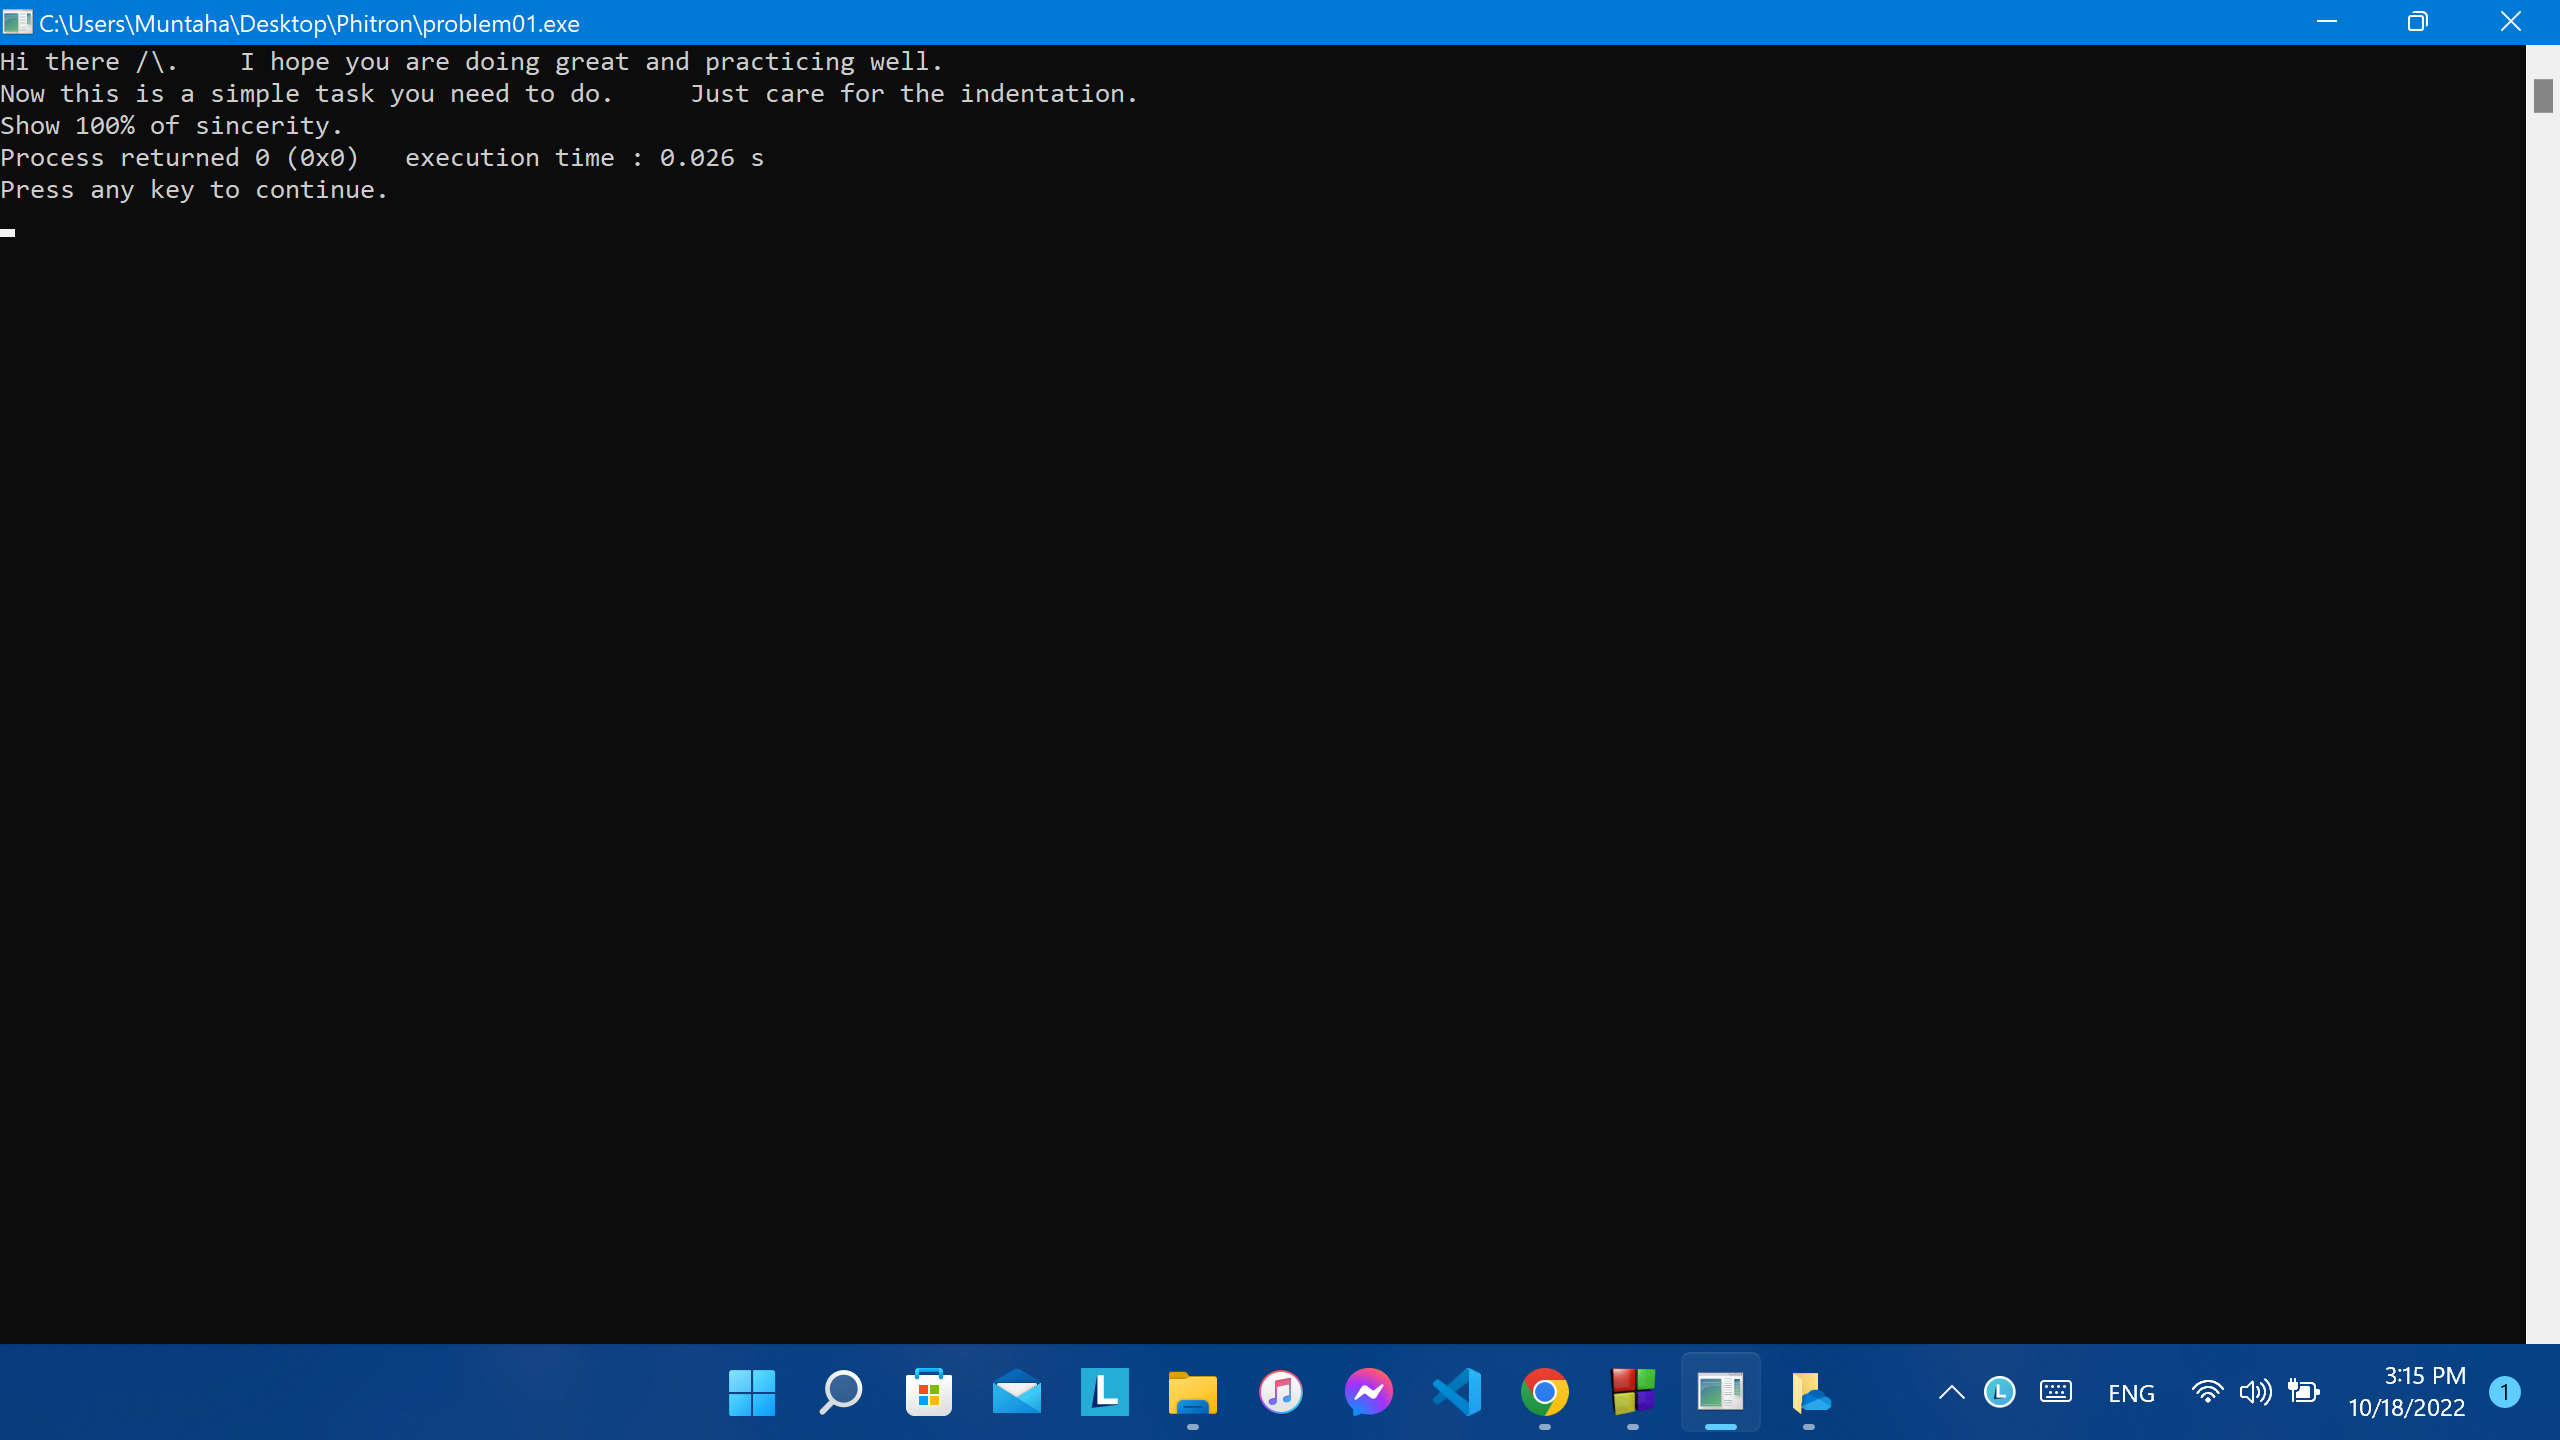 C:\Users\Muntaha\Desktop\Phitron\problem01.exe
Hi there /\.    I hope you are doing great and practicing well.
Now this is a simple task you need to do.     Just care for the indentation.
Show 100% of sincerity.
Process returned 0 (0x0)   execution time : 0.026 s
Press any key to continue.
L
L
ENG
3:15 PM
10/18/2022
1